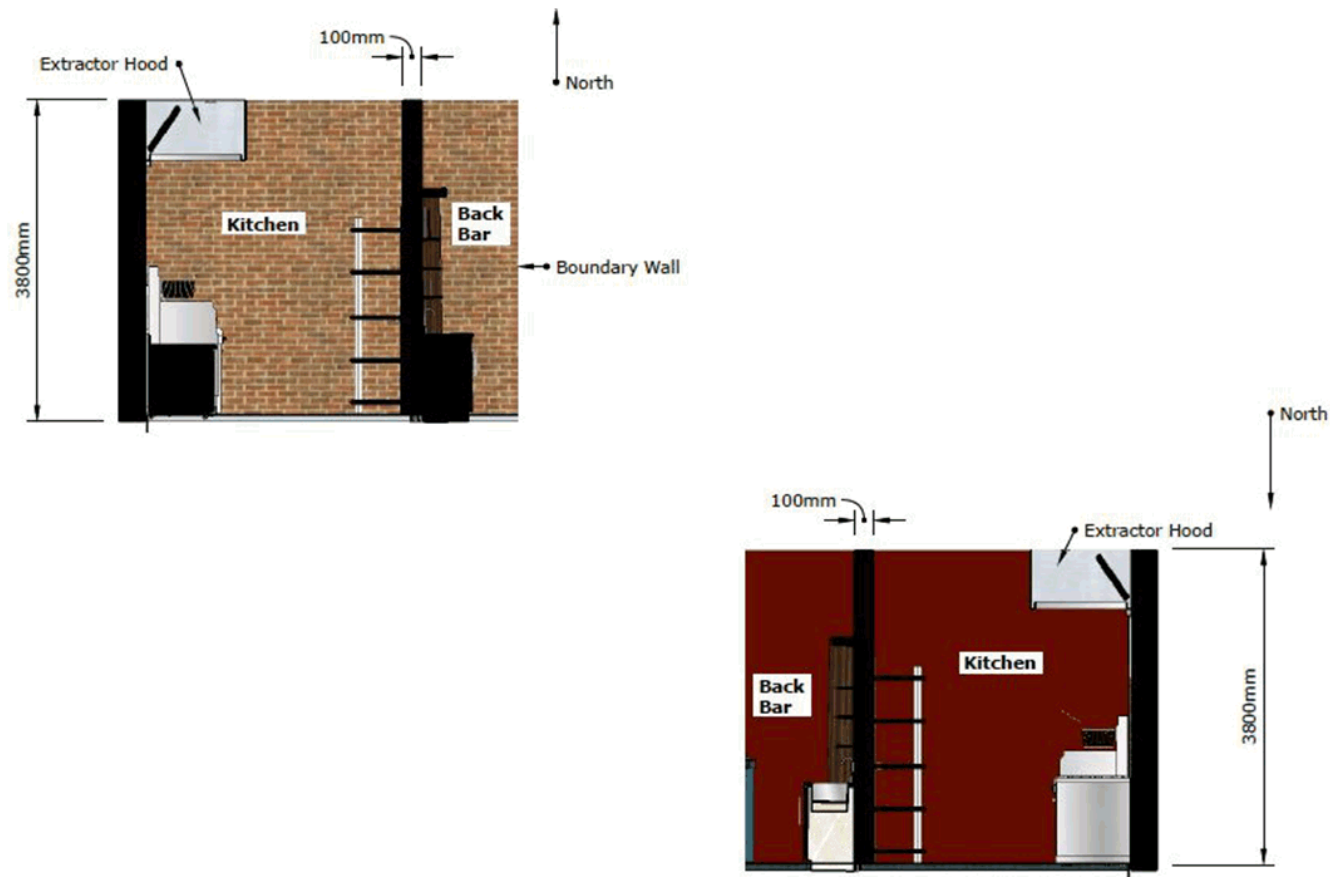 100mm
Extractor Hood
North
Kitchen
Back
Bar
3800mm
Boundary Wall
North
100mm
Extractor Hood
Kitchen
Back
Bar
3800mm